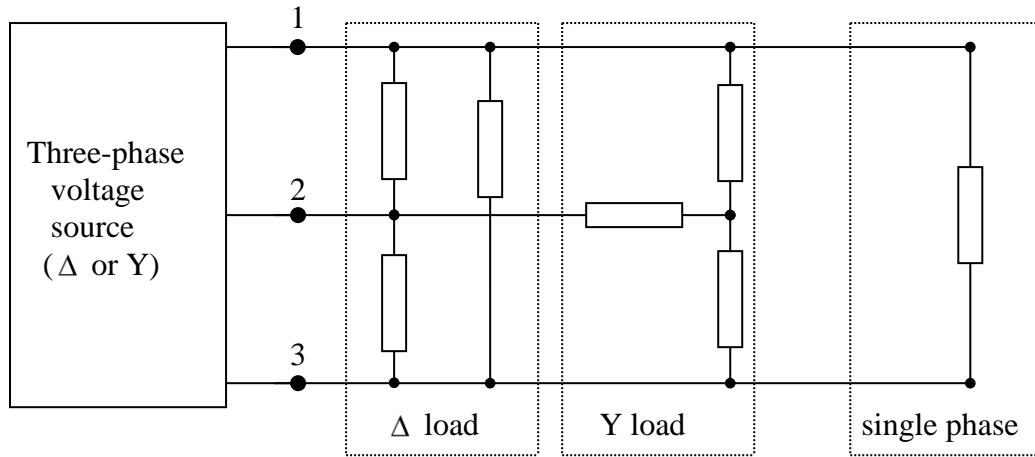 1
Three-phase
voltage
source
(Δ or Y)
2
3
Δ load
Y load
single phase